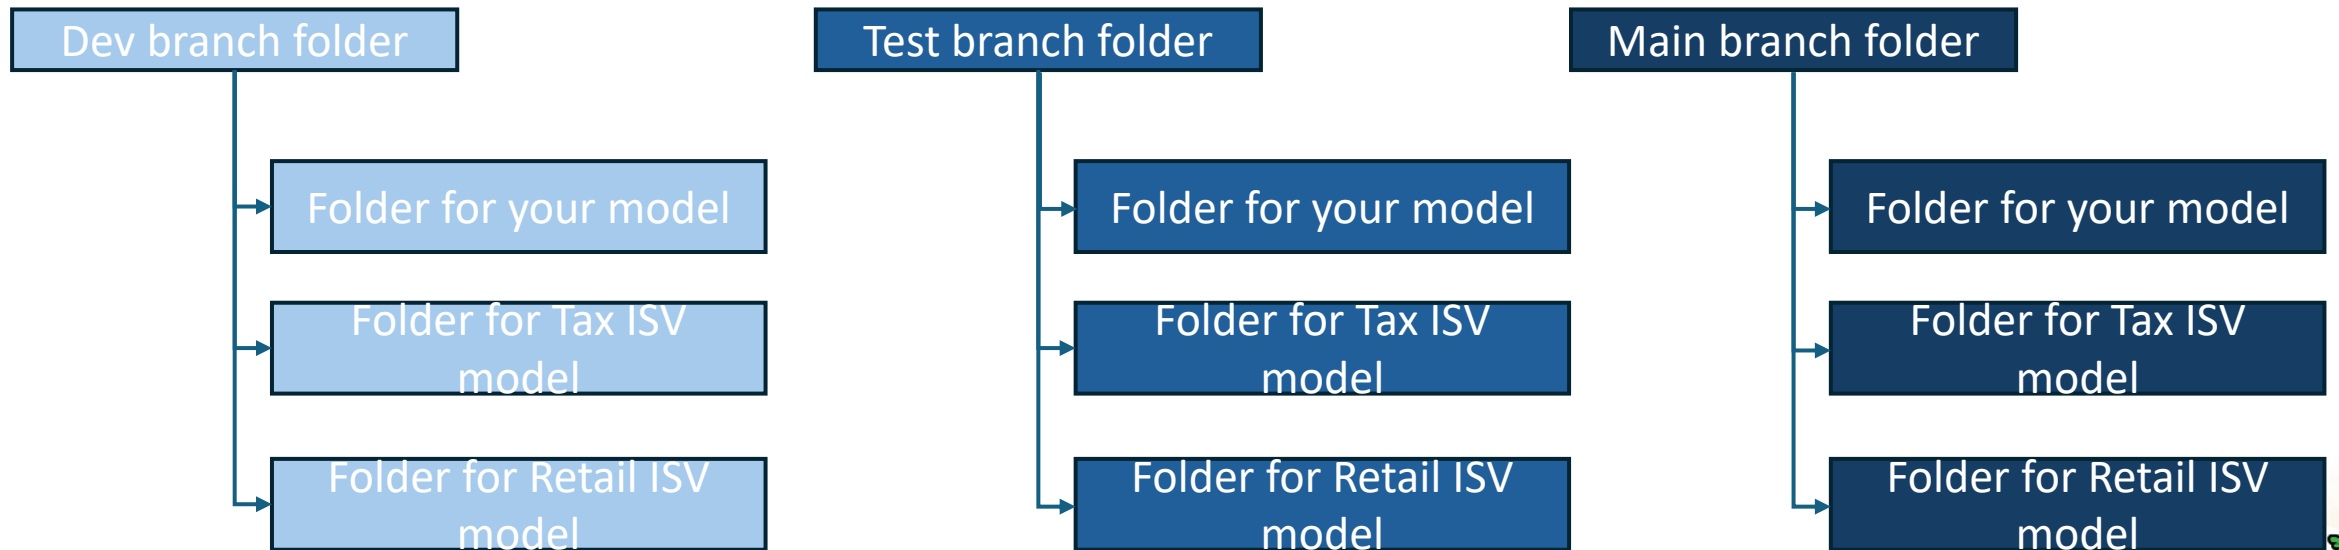 Dev branch folder
Test branch folder
Main branch folder
Folder for your model
Folder for your model
Folder for your model
Folder for Tax ISV
model
Folder for Tax ISV
model
Folder for Tax ISV
model
Folder for Retail ISV
model
Folder for Retail ISV
model
Folder for Retail ISV
model